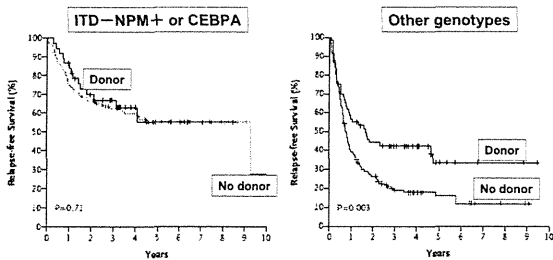 ITD−NPM+ or CEBPA
Relapse-free Survival (%)
100
90
80
70
60
50
40
30
20
10
0
Donor
No donor
P=0.71
0 1 2 3 4 5 6 7 8 9 10
Years
Other genotypes
Relapse-free Survival (%)
100
90
80
70
60
50
40
30
20
10
0
Donor
No donor
P=0.003
0 1 2 3 4 5 6 7 8 9 10
Years